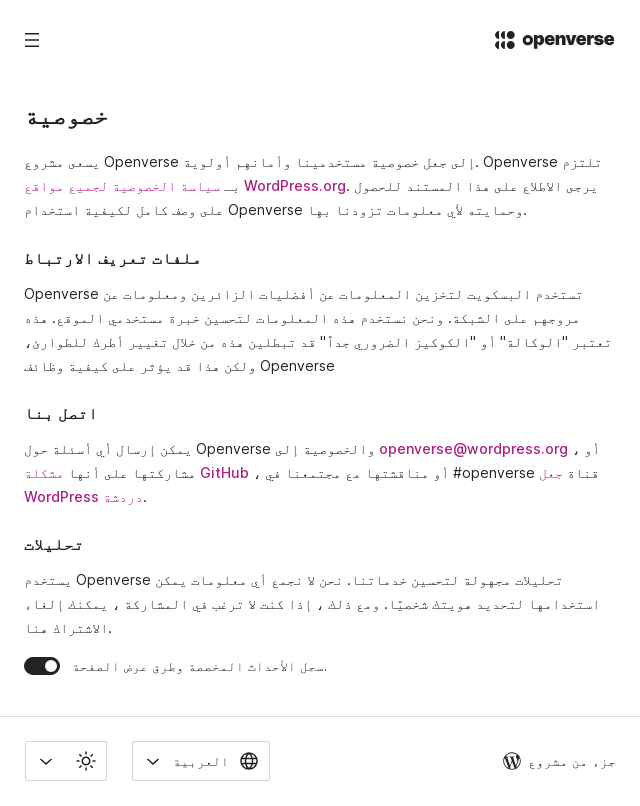 openverse
خصوصية
يسعى مشروع Openverse إلى جعل خصوصية مستخدمينا وأمانهم أولوية. Openverse تلتزم
بـ سياسة الخصوصية لجميع مواقع WordPress.org. يرجى الاطلاع على هذا المستند للحصول
على وصف كامل لكيفية استخدام Openverse وحمايته لأي معلومات تزودنا بها.
ملفات تعريف الارتباط
Openverse تستخدم البسكويت لتخزين المعلومات عن أفضليات الزائرين ومعلومات عن
مروجهم على الشبكة. ونحن نستخدم هذه المعلومات لتحسين خبرة مستخدمي الموقع. هذه
تعتبر "الوكالة" أو "الكوكيز الضروري جداً" قد تبطلين هذه من خلال تغيير أطرك للطوارئ،
ولكن هذا قد يؤثر على كيفية وظائف Openverse
اتصل بنا
يمكن إرسال أي أسئلة حول Openverse والخصوصية إلى openverse@wordpress.org ، أو
مشاركتها على أنها مشكلة GitHub ، أو مناقشتها مع مجتمعنا في #openverse قناة جعل
WordPress دردشة.
تحليلات
يستخدم Openverse تحليلات مجهولة لتحسين خدماتنا. نحن لا نجمع أي معلومات يمكن
استخدامها لتحديد هويتك شخصيًا. ومع ذلك ، إذا كنت لا ترغب في المشاركة ، يمكنك إلغاء
الاشتراك هنا.
سجل الأحداث المخصصة وطرق عرض الصفحة.
جزء من مشروع
العربية